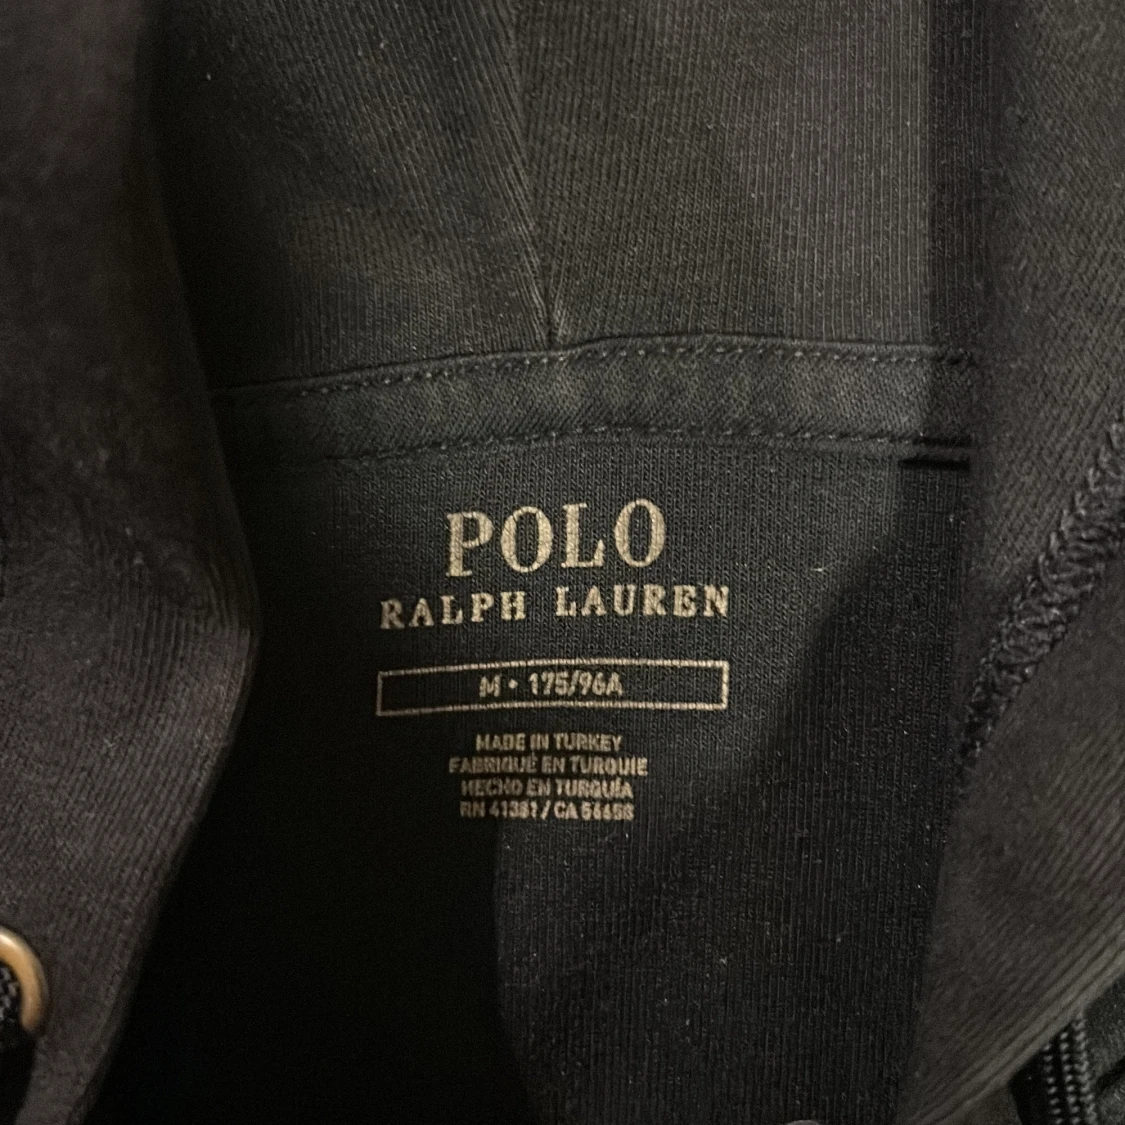 POLO
RALPH LAUREN
M • 175/96A
MADE IN TURKEY
FABRIQUÉ EN TURQUIE
HECHO EN TURQUÍA
RN 41381 / CA 56658